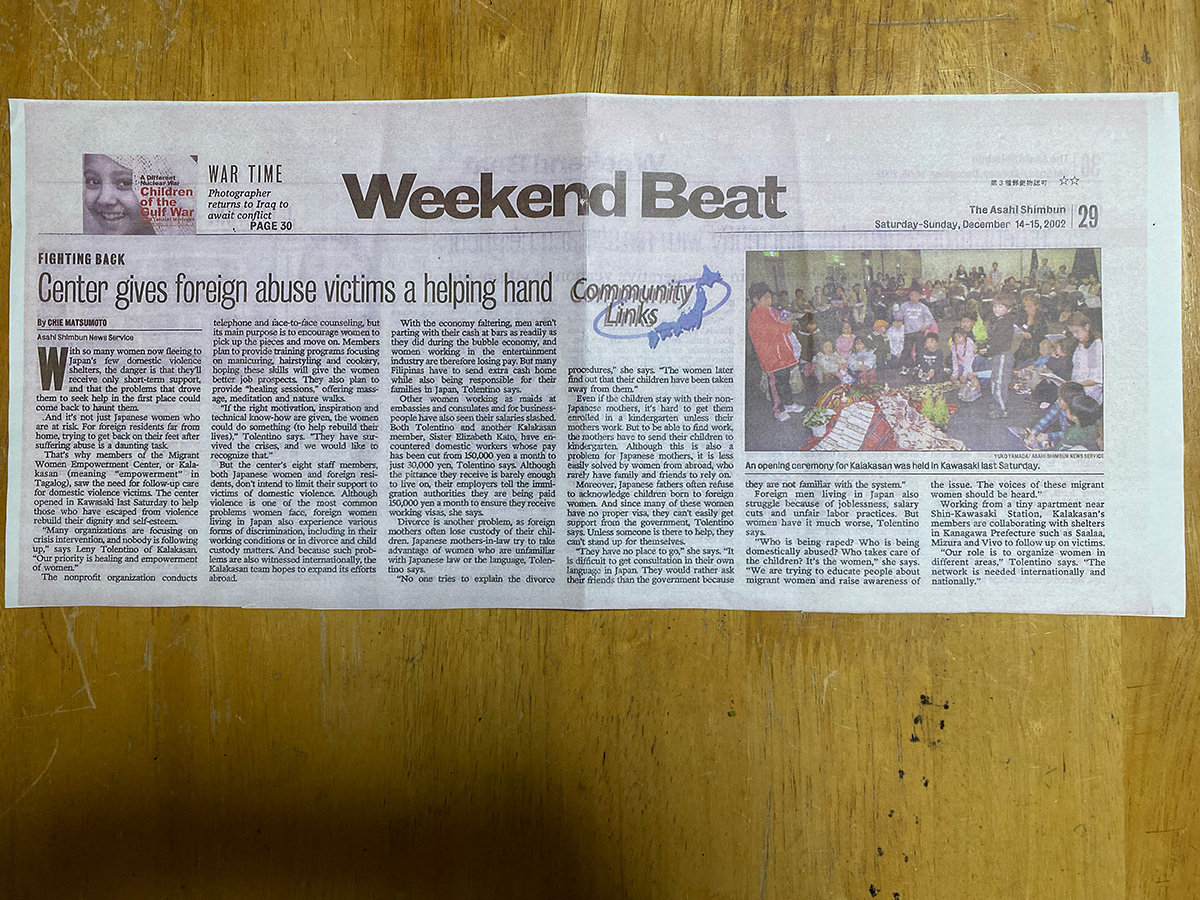 A Different
Nuclear War
Children
of the
Gulf War
WAR TIME
Photographer
returns to Iraq to
await conflict
PAGE 30
Weekend Beat
第3種郵便物認可 ☆☆
The Asahi Shimbun
Saturday-Sunday, December 14-15, 2002
29
FIGHTING BACK
Center gives foreign abuse victims a helping hand
Community
Links
By CHIE MATSUMOTO
Asahi Shimbun News Service
With so many women now fleeing to
Japan's few domestic violence
shelters, the danger is that they'll
receive only short-term support,
and that the problems that drove
them to seek help in the first place could
come back to haunt them.
And it's not just Japanese women who
are at risk. For foreign residents far from
home, trying to get back on their feet after
suffering abuse is a daunting task.
That's why members of the Migrant
Women Empowerment Center, or Kala-
kasan (meaning "empowerment" in
Tagalog), saw the need for follow-up care
for domestic violence victims. The center
opened in Kawasaki last Saturday to help
those who have escaped from violence
rebuild their dignity and self-esteem.
"Many organizations are focusing on
crisis intervention, and nobody is following
up," says Leny Tolentino of Kalakasan.
"Our priority is healing and empowerment
of women."
The nonprofit organization conducts
telephone and face-to-face counseling, but
its main purpose is to encourage women to
pick up the pieces and move on. Members
plan to provide training programs focusing
on manicuring, hairstyling and cookery,
hoping these skills will give the women
better job prospects. They also plan to
provide "healing sessions," offering mass-
age, meditation and nature walks.
"If the right motivation, inspiration and
technical know-how are given, the women
could do something (to help rebuild their
lives)," Tolentino says. "They have sur-
vived the crises, and we would like to
recognize that."
But the center's eight staff members,
both Japanese women and foreign resi-
dents, don't intend to limit their support to
victims of domestic violence. Although
violence is one of the most common
problems women face, foreign women
living in Japan also experience various
forms of discrimination, including in their
working conditions or in divorce and child
custody matters. And because such prob-
lems are also witnessed internationally, the
Kalakasan team hopes to expand its efforts
abroad.
With the economy faltering, men aren't
parting with their cash at bars as readily as
they did during the bubble economy, and
women working in the entertainment
industry are therefore losing pay. But many
Filipinas have to send extra cash home
while also being responsible for their
families in Japan, Tolentino says.
Other women working as maids at
embassies and consulates and for business-
people have also seen their salaries slashed.
Both Tolentino and another Kalakasan
member, Sister Elizabeth Kato, have en-
countered domestic workers whose pay
has been cut from 150,000 yen a month to
just 30,000 yen, Tolentino says. Although
the pittance they receive is barely enough
to live on, their employers tell the immi-
gration authorities they are being paid
150,000 yen a month to ensure they receive
working visas, she says.
Divorce is another problem, as foreign
mothers often lose custody of their chil-
dren. Japanese mothers-in-law try to take
advantage of women who are unfamiliar
with Japanese law or the language, Tolen-
tino says.
"No one tries to explain the divorce
procedures," she says. "The women later
find out that their children have been taken
away from them."
Even if the children stay with their non-
Japanese mothers, it's hard to get them
enrolled in a kindergarten unless their
mothers work. But to be able to find work,
the mothers have to send their children to
kindergarten. Although this is also a
problem for Japanese mothers, it is less
easily solved by women from abroad, who
rarely have family and friends to rely on.
Moreover, Japanese fathers often refuse
to acknowledge children born to foreign
women. And since many of these women
have no proper visa, they can't easily get
support from the government, Tolentino
says. Unless someone is there to help, they
can't stand up for themselves.
"They have no place to go," she says. "It
is difficult to get consultation in their own
language in Japan. They would rather ask
their friends than the government because
YUKO YAMADA/ ASAHI SHIMBUN NEWS SERVICE
An opening ceremony for Kalakasan was held in Kawasaki last Saturday.
they are not familiar with the system."
Foreign men living in Japan also
struggle because of joblessness, salary
cuts and unfair labor practices. But
women have it much worse, Tolentino
says.
"Who is being raped? Who is being
domestically abused? Who takes care of
the children? It's the women," she says.
"We are trying to educate people about
migrant women and raise awareness of
the issue. The voices of these migrant
women should be heard."
Working from a tiny apartment near
Shin-Kawasaki Station, Kalakasan's
members are collaborating with shelters
in Kanagawa Prefecture such as Saalaa,
Mizura and Vivo to follow up on victims.
"Our role is to organize women in
different areas," Tolentino says. "The
network is needed internationally and
nationally."